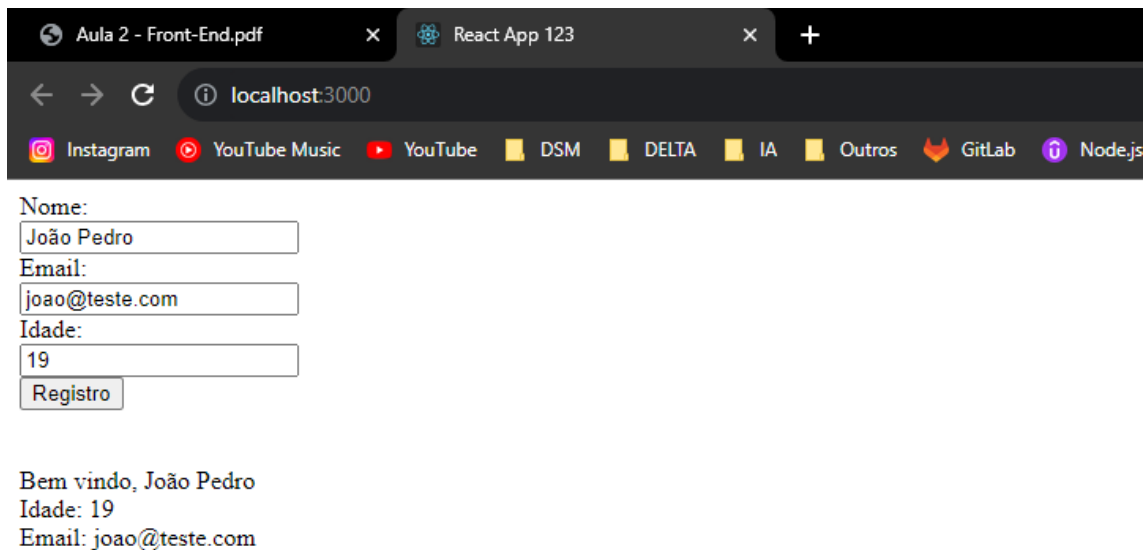 Aula 2 - Front-End.pdf React App 123
localhost:3000
Instagram YouTube Music YouTube DSM DELTA IA Outros GitLab Node.js
Nome:
João Pedro
Email:
joao@teste.com
Idade:
19
Registro
Bem vindo, João Pedro
Idade: 19
Email: joao@teste.com